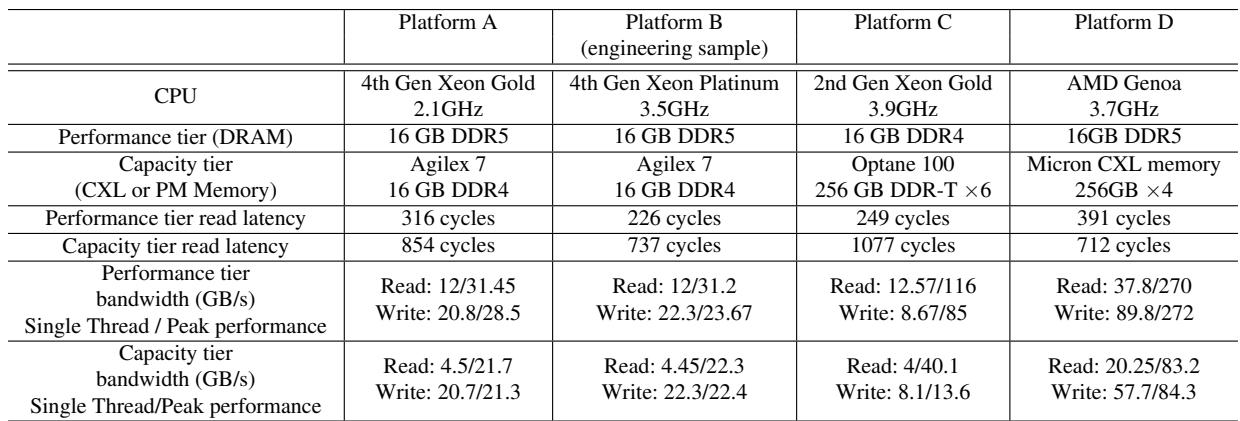 Platform A Platform B Platform C Platform D
(engineering sample)
CPU 4th Gen Xeon Gold 4th Gen Xeon Platinum 2nd Gen Xeon Gold AMD Genoa
2.1GHz 3.5GHz 3.9GHz 3.7GHz
Performance tier (DRAM) 16 GB DDR5 16 GB DDR5 16 GB DDR4 16GB DDR5
Capacity tier Agilex 7 Agilex 7 Optane 100 Micron CXL memory
(CXL or PM Memory) 16 GB DDR4 16 GB DDR4 256 GB DDR-T ×6 256GB ×4
Performance tier read latency 316 cycles 226 cycles 249 cycles 391 cycles
Capacity tier read latency 854 cycles 737 cycles 1077 cycles 712 cycles
Performance tier
bandwidth (GB/s)
Single Thread / Peak performance
Read: 12/31.45 Read: 12/31.2 Read: 12.57/116 Read: 37.8/270
Write: 20.8/28.5 Write: 22.3/23.67 Write: 8.67/85 Write: 89.8/272
Capacity tier
bandwidth (GB/s)
Single Thread/Peak performance
Read: 4.5/21.7 Read: 4.45/22.3 Read: 4/40.1 Read: 20.25/83.2
Write: 20.7/21.3 Write: 22.3/22.4 Write: 8.1/13.6 Write: 57.7/84.3